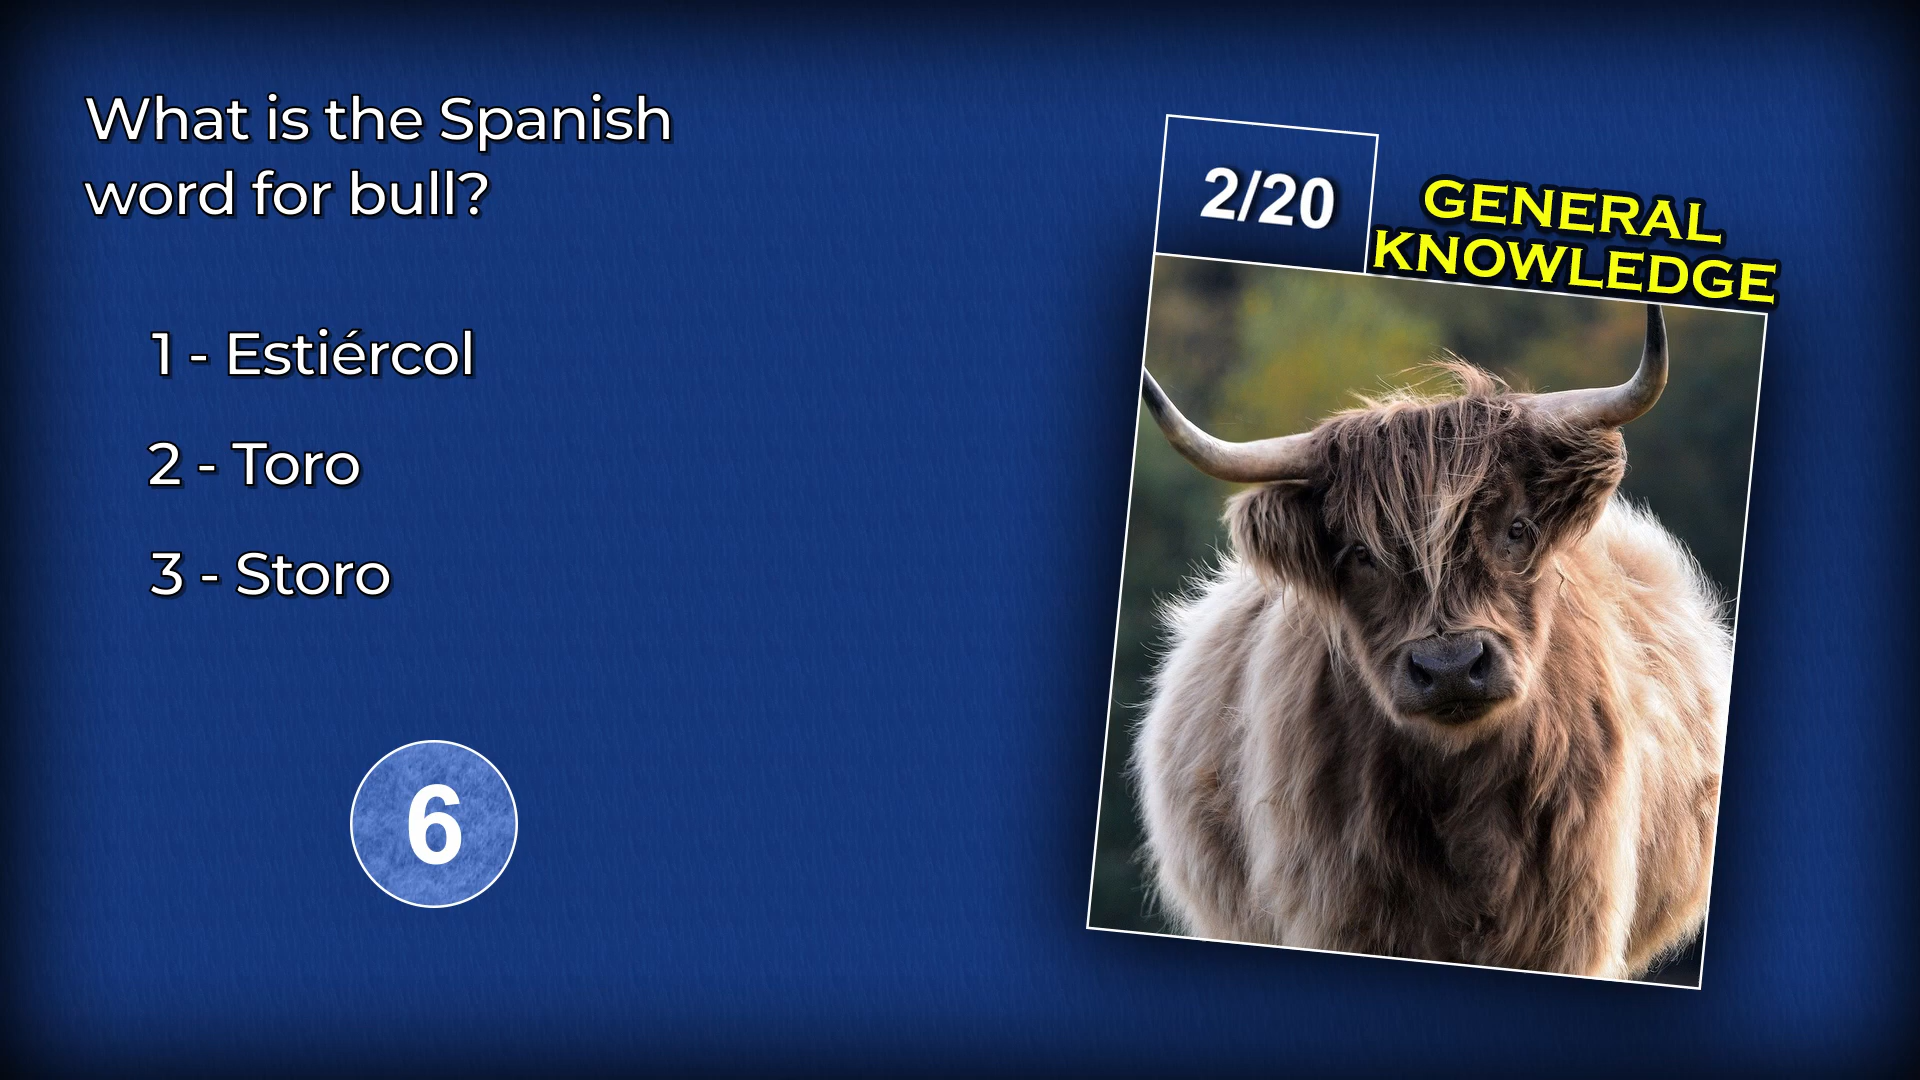 What is the Spanish
word for bull?
1 - Estiércol
2 - Toro
3 - Storo
6
2/20
GENERAL
KNOWLEDGE